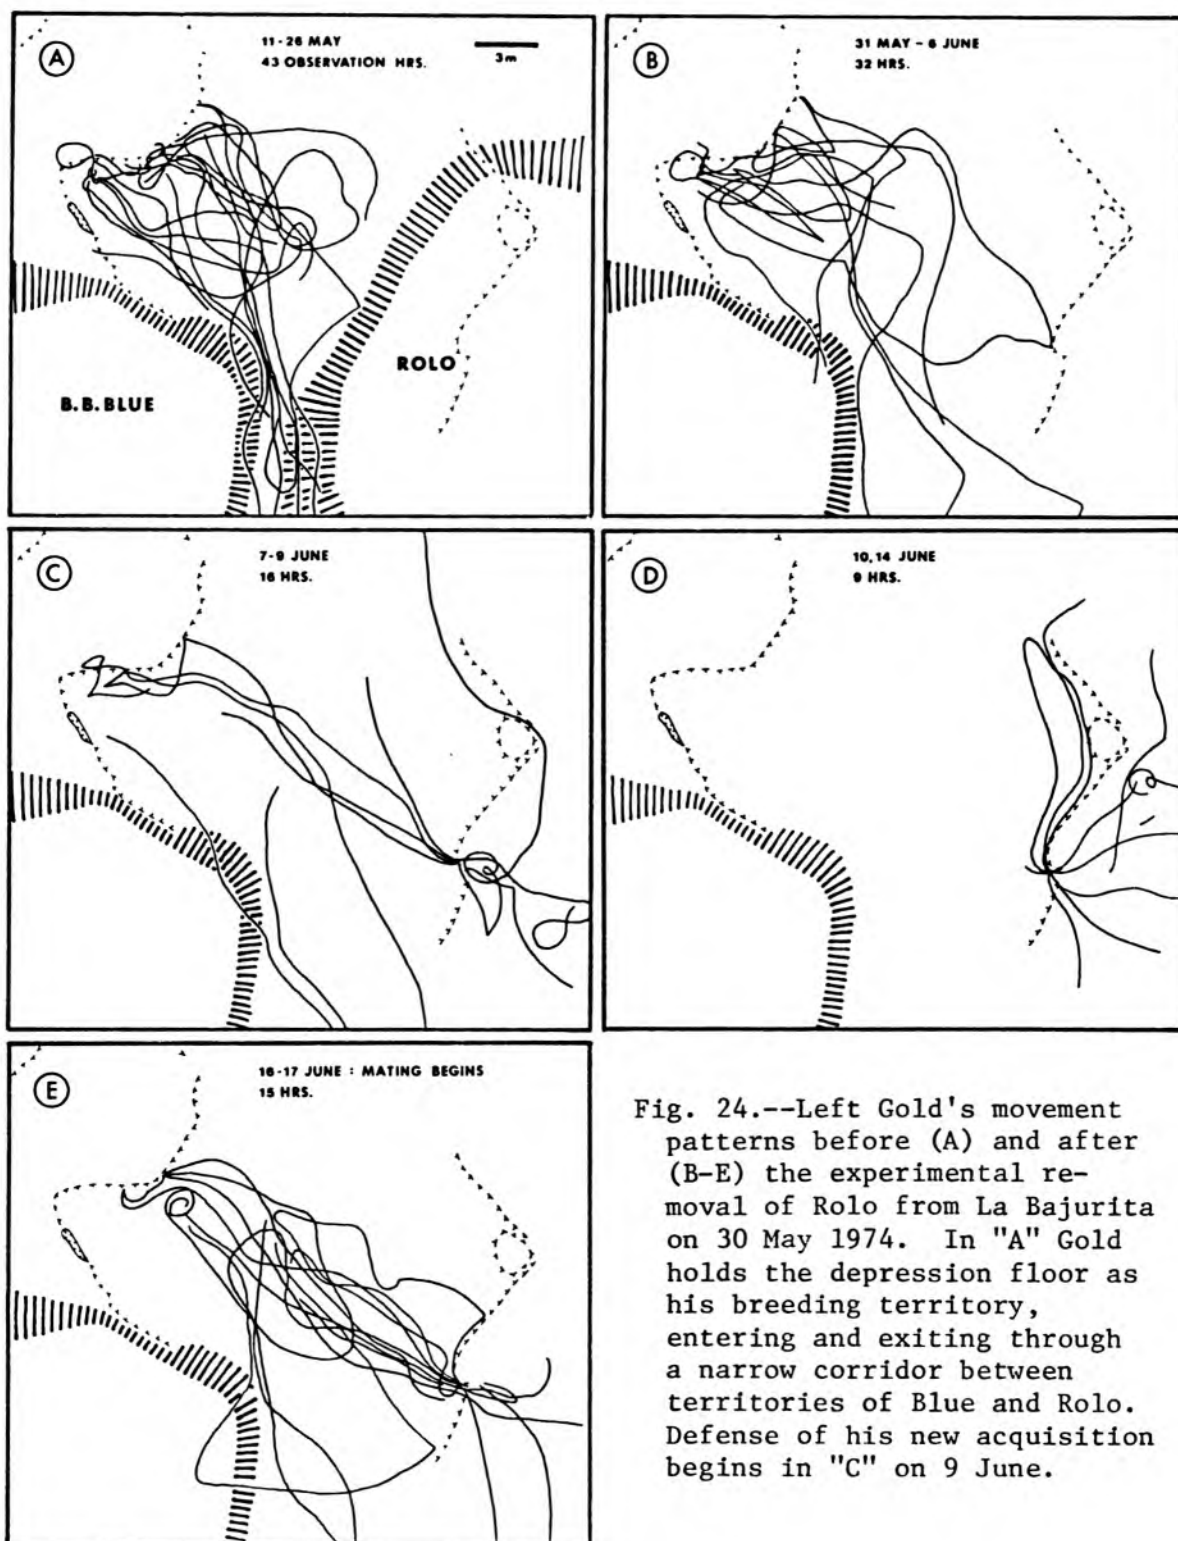 A
11-26 MAY
43 OBSERVATION HRS.
3m
B.B.BLUE
ROLO
B
31 MAY - 6 JUNE
32 HRS.
C
7-9 JUNE
16 HRS.
D
10,14 JUNE
9 HRS.
E
16-17 JUNE : MATING BEGINS
15 HRS.
Fig. 24.--Left Gold's movement
patterns before (A) and after
(B-E) the experimental re-
moval of Rolo from La Bajurita
on 30 May 1974. In "A" Gold
holds the depression floor as
his breeding territory,
entering and exiting through
a narrow corridor between
territories of Blue and Rolo.
Defense of his new acquisition
begins in "C" on 9 June.